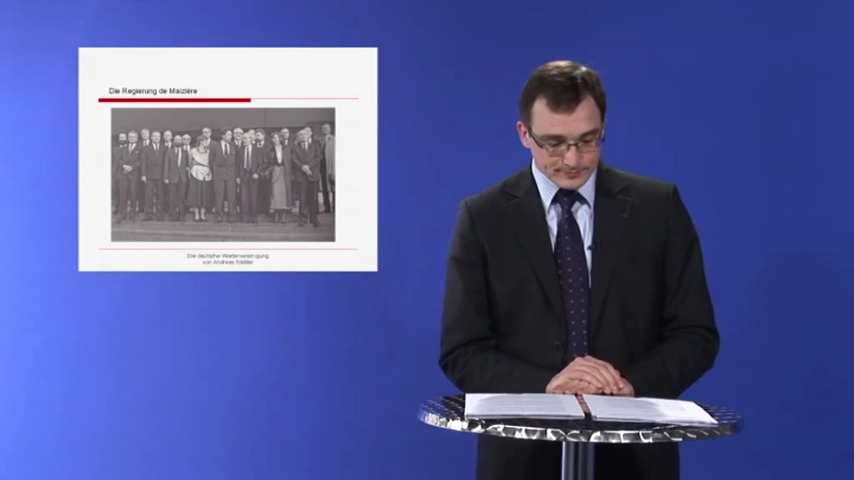 Die Regierung de Maizière
Die deutsche Wiedervereinigung
von Andreas Rödder